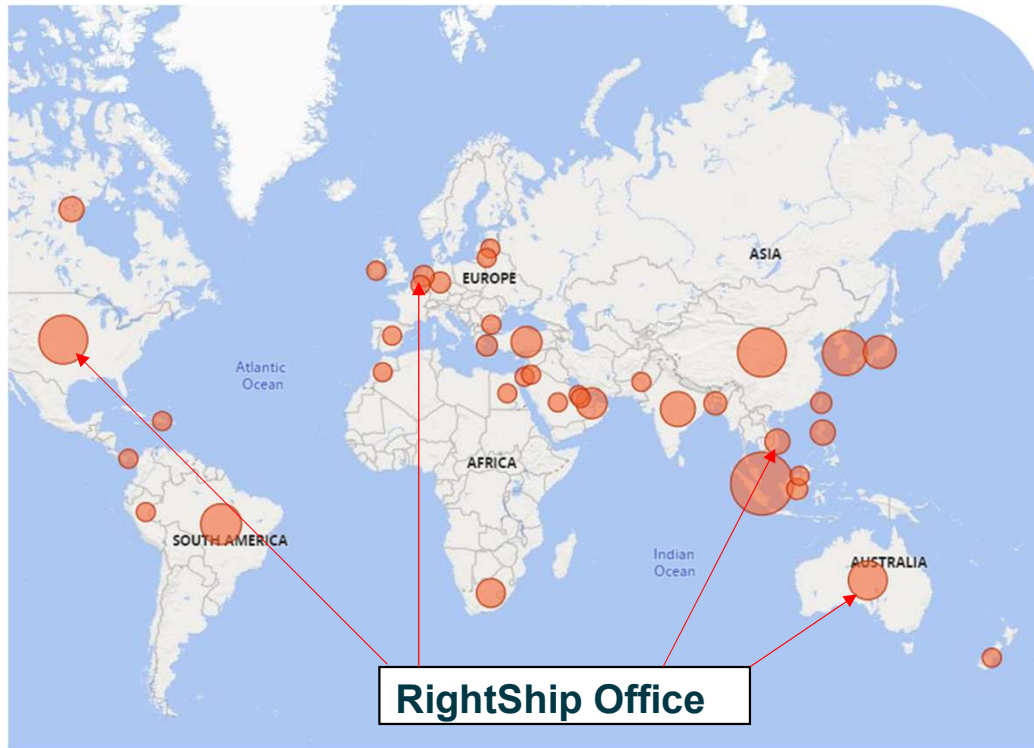 ASIA
EUROPE
Atlantic
Ocean
AFRICA
SOUTH AMERICA
Indian
Ocean
AUSTRALIA
RightShip Office